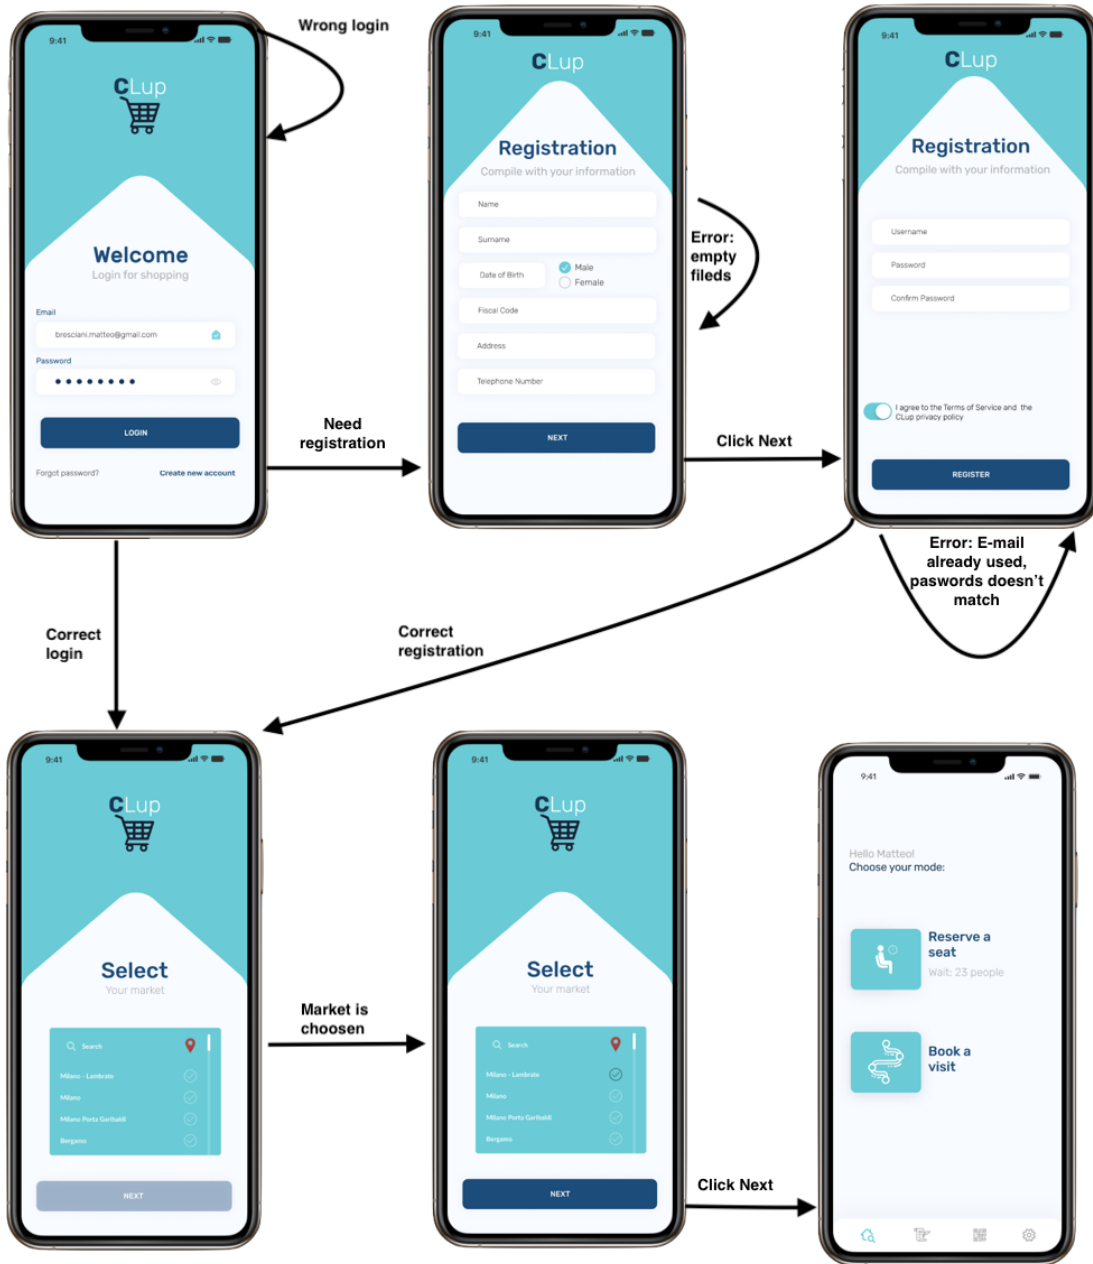 9:41
CLup
Welcome
Login for shopping
Email
bresciani.matteo@gmail.com
Password
LOGIN
Forgot password?
Create new account
Wrong login
Need
registration
9:41
CLup
Registration
Compile with your information
Name
Surname
Date of Birth
Male
Female
Fiscal Code
Address
Telephone Number
NEXT
Error:
empty
fileds
Click Next
9:41
CLup
Registration
Compile with your information
Username
Password
Confirm Password
I agree to the Terms of Service and the
CLup privacy policy
REGISTER
Error: E-mail
already used,
paswords doesn't
match
Correct
login
Correct
registration
9:41
CLup
Select
Your market
Search
Milano - Lambrate
Milano
Milano Porta Garibaldi
Bergamo
NEXT
Market is
choosen
9:41
CLup
Select
Your market
Search
Milano - Lambrate
Milano
Milano Porta Garibaldi
Bergamo
NEXT
Click Next
9:41
Hello Matteo!
Choose your mode:
Reserve a
seat
Wait: 23 people
Book a
visit